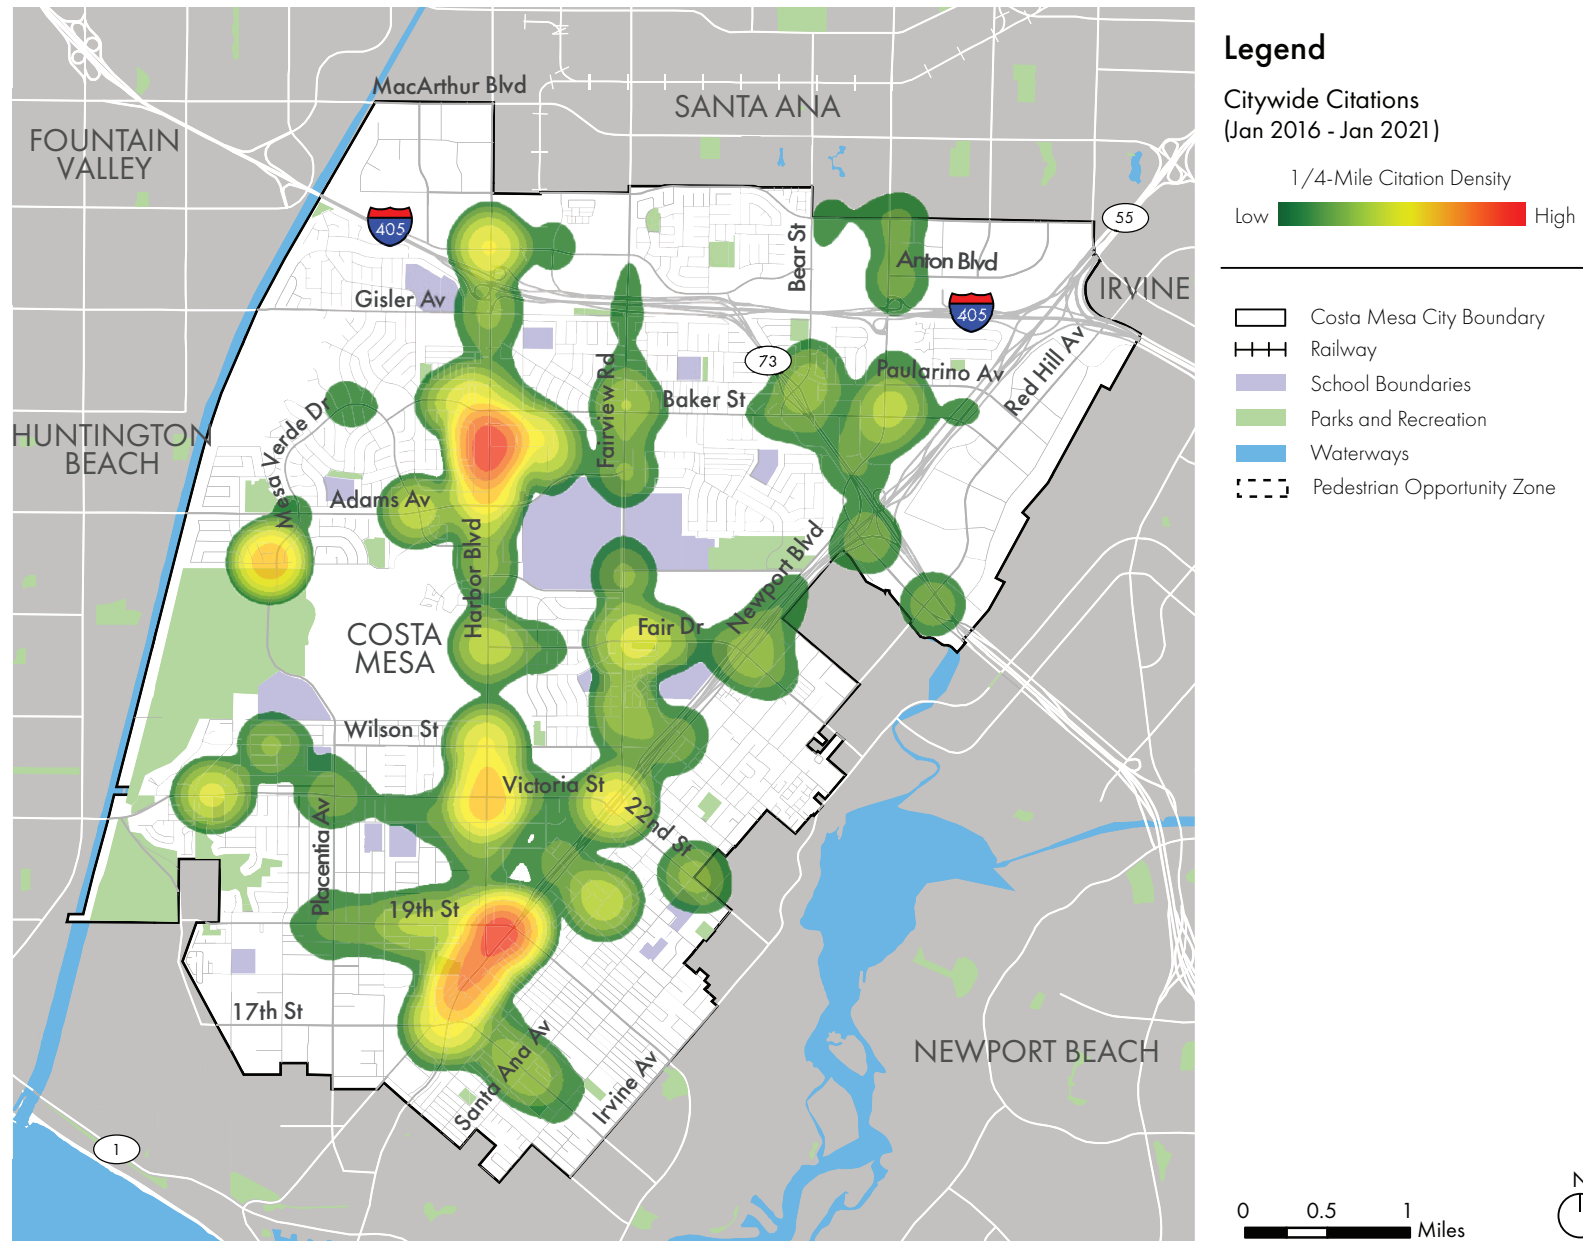 MacArthur Blvd
SANTA ANA
FOUNTAIN
VALLEY
405
Bear St
55
Anton Blvd
IRVINE
Gisler Av
405
73
Paularino Av
Red Hill Av
Fairview Rd
Baker St
HUNTINGTON
BEACH
Mesa Verde Dr
Adams Av
Harbor Blvd
Newport Blvd
COSTA
MESA
Fair Dr
Wilson St
Victoria St
22nd St
Placentia Av
19th St
17th St
Santa Ana Av
Irvine Av
NEWPORT BEACH
1
Legend
Citywide Citations
(Jan 2016 - Jan 2021)
1/4-Mile Citation Density
Low
High
Costa Mesa City Boundary
Railway
School Boundaries
Parks and Recreation
Waterways
Pedestrian Opportunity Zone
0 0.5 1
Miles
N